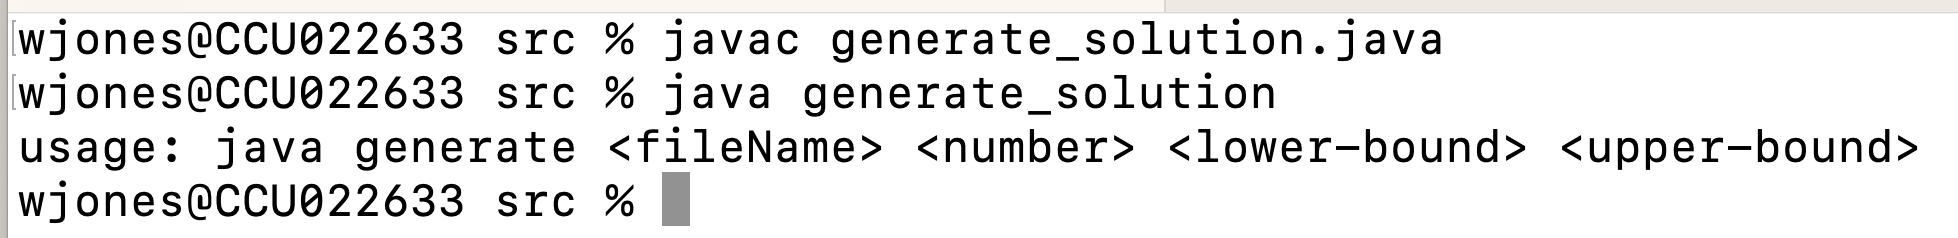 wjones@CCU022633 src % javac generate_solution.java
wjones@CCU022633 src % java generate_solution
usage: java generate <fileName> <number> <lower-bound> <upper-bound>
wjones@CCU022633 src %